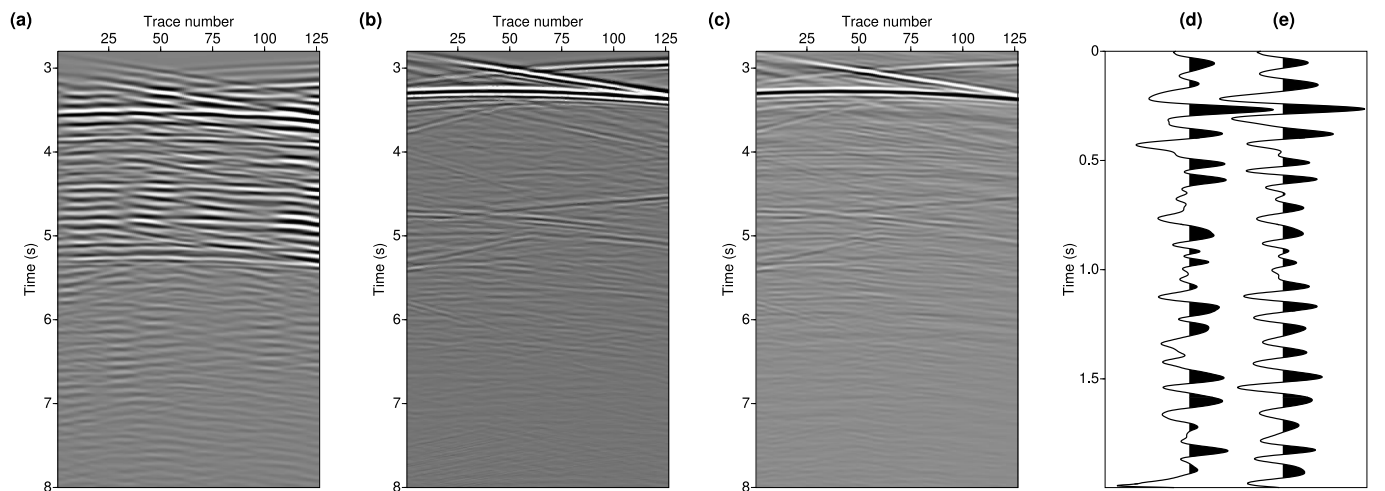 (a) (b) (c) (d) (e)
Trace number Trace number Trace number
25 50 75 100 125 25 50 75 100 125 25 50 75 100 125
Time (s) 3 4 5 6 7 8
Time (s) 3 4 5 6 7 8
Time (s) 3 4 5 6 7 8
Time (s) 0 0.5 1.0 1.5